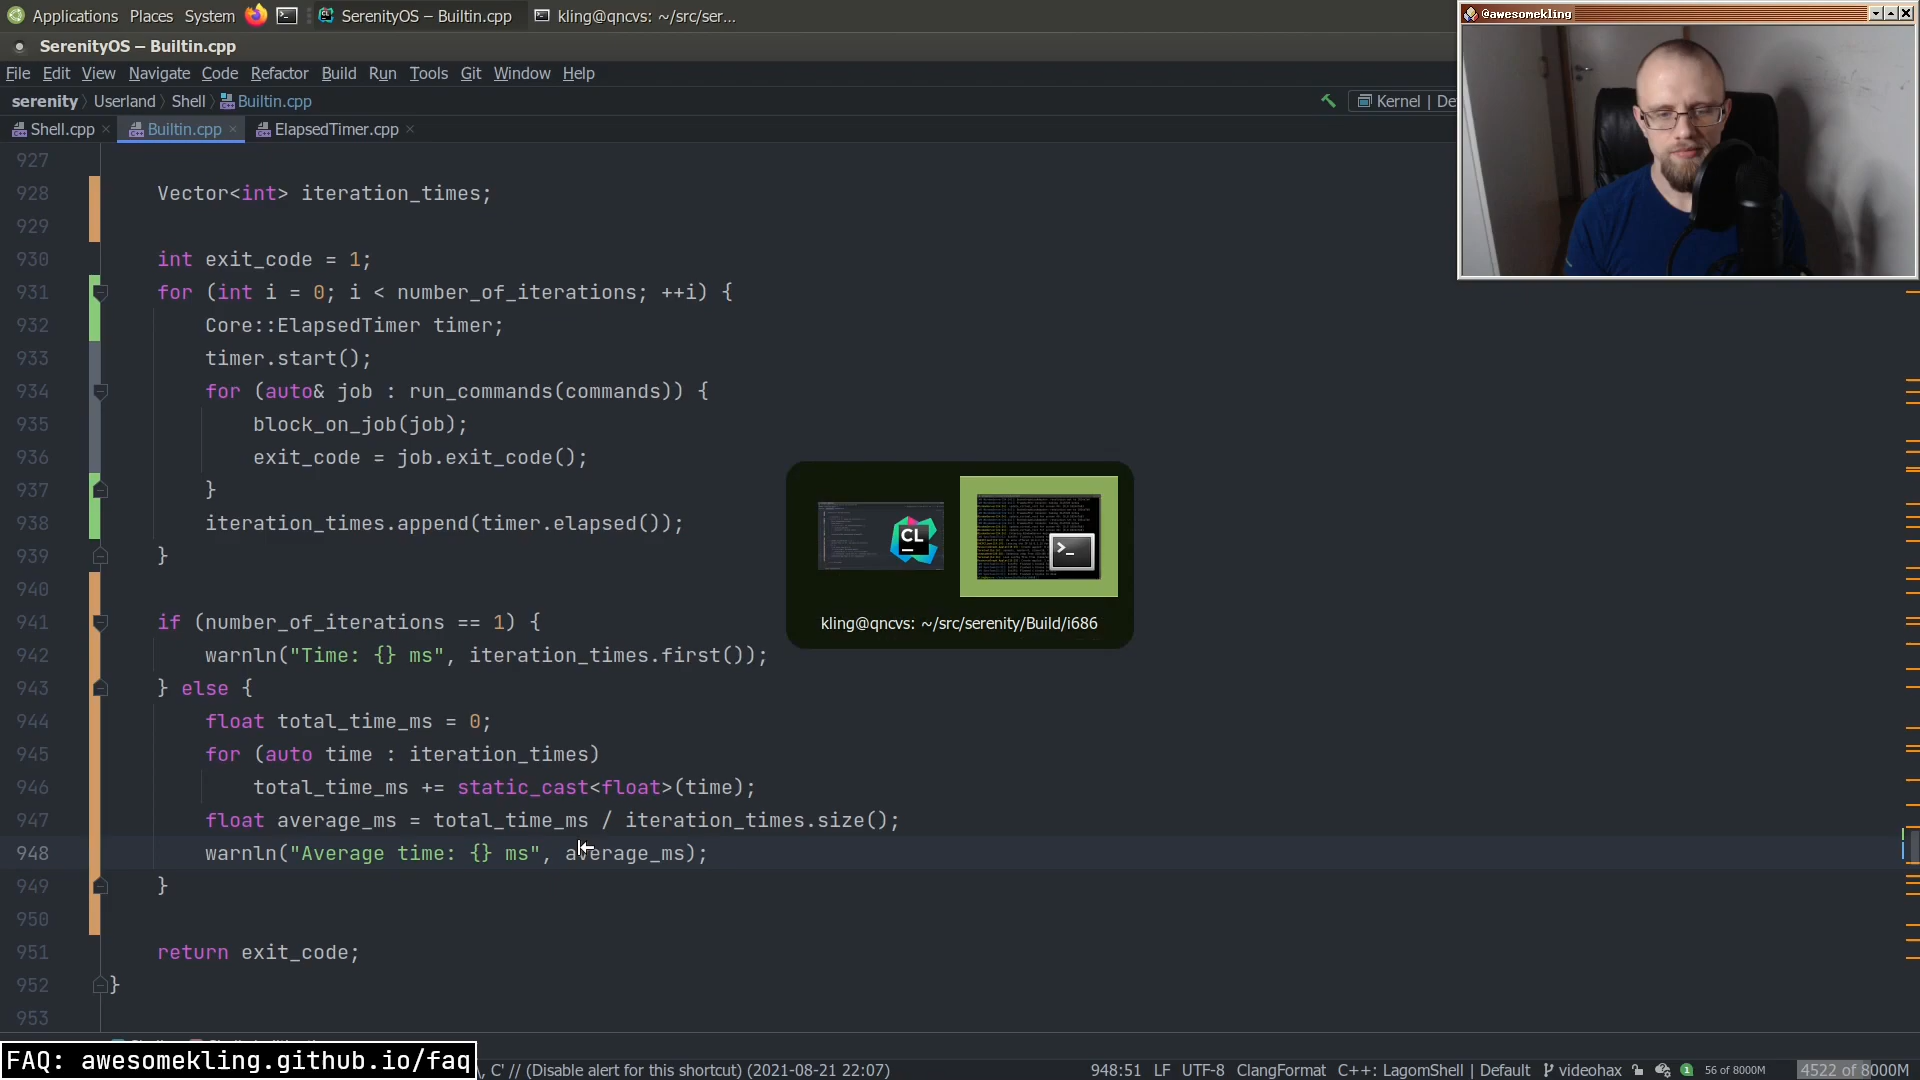 Applications Places System SerenityOS – Builtin.cpp kling@qncvs: ~/src/ser...
@awesomekling
SerenityOS – Builtin.cpp
File Edit View Navigate Code Refactor Build Run Tools Git Window Help
serenity Userland Shell Builtin.cpp Kernel | De
Shell.cpp Builtin.cpp ElapsedTimer.cpp
927
928 Vector<int> iteration_times;
929
930 int exit_code = 1;
931 for (int i = 0; i < number_of_iterations; ++i) {
932 Core::ElapsedTimer timer;
933 timer.start();
934 for (auto& job : run_commands(commands)) {
935 block_on_job(job);
936 exit_code = job.exit_code();
937 }
938 iteration_times.append(timer.elapsed());
939 }
940
941 if (number_of_iterations == 1) {
942 warnln("Time: {} ms", iteration_times.first());
943 } else {
944 float total_time_ms = 0;
945 for (auto time : iteration_times)
946 total_time_ms += static_cast<float>(time);
947 float average_ms = total_time_ms / iteration_times.size();
948 warnln("Average time: {} ms", average_ms);
949 }
950
951 return exit_code;
952 }
953
CL
>_
kling@qncvs: ~/src/serenity/Build/i686
FAQ: awesomekling.github.io/faq
, C' // (Disable alert for this shortcut) (2021-08-21 22:07) 948:51 LF UTF-8 ClangFormat C++: LagomShell | Default videohax 1 56 of 8000M 4522 of 8000M